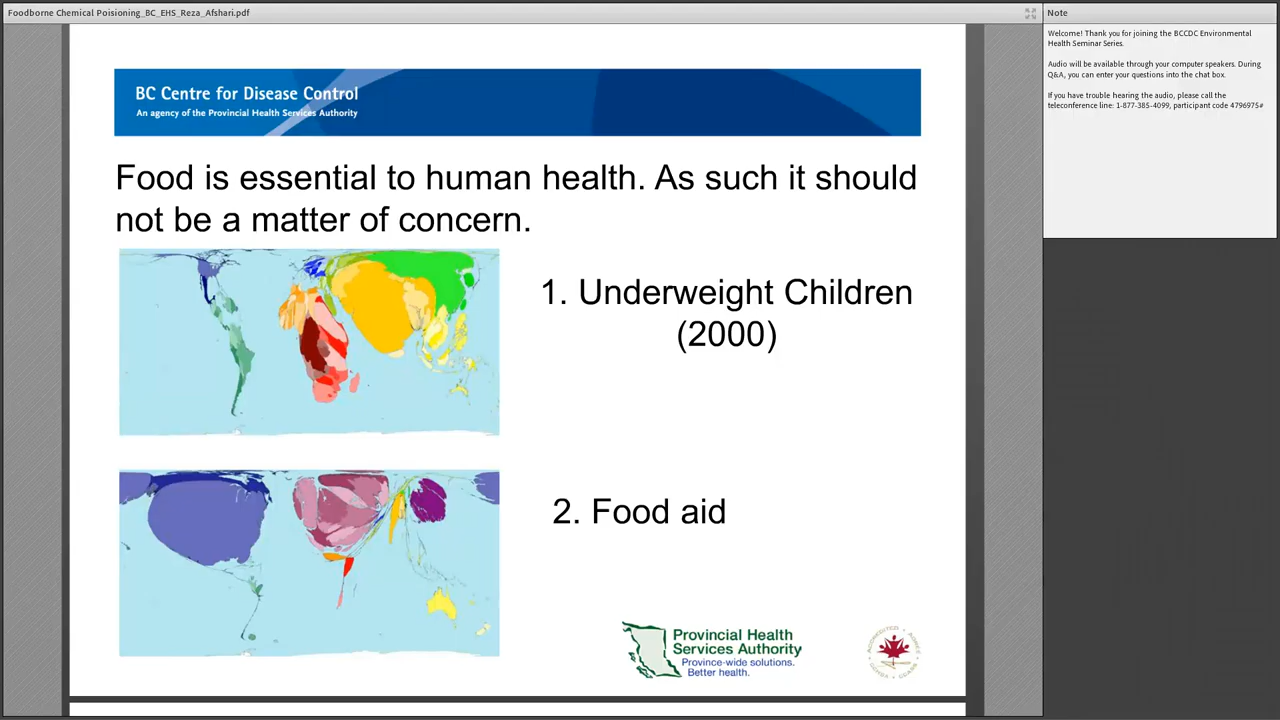 Foodborne Chemical Poisioning_BC_EHS_Reza_Afshari.pdf
BC Centre for Disease Control
An agency of the Provincial Health Services Authority
Food is essential to human health. As such it should
not be a matter of concern.
1. Underweight Children
(2000)
2. Food aid
Provincial Health
Services Authority
Province-wide solutions.
Better health.
Note
Welcome! Thank you for joining the BCCDC Environmental
Health Seminar Series.
Audio will be available through your computer speakers. During
Q&A, you can enter your questions into the chat box.
If you have trouble hearing the audio, please call the
teleconference line: 1-877-385-4099, participant code 4796975#